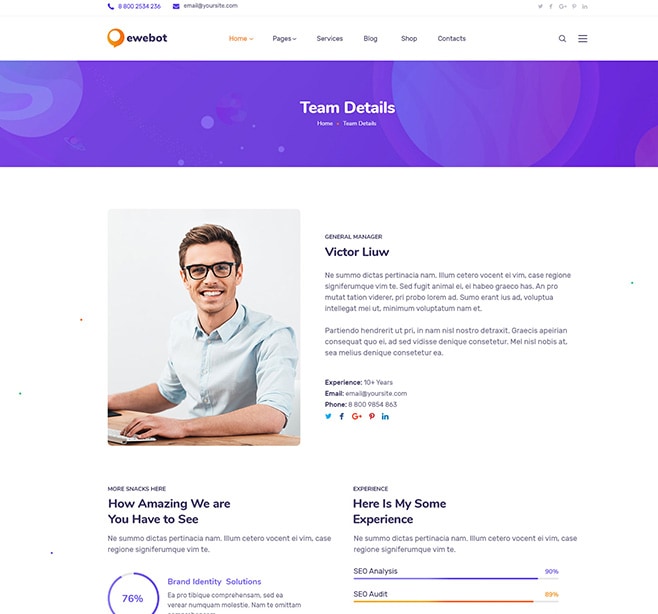 8 800 2534 236 email@yoursite.com
ewebot Home Pages Services Blog Shop Contacts
Team Details
Home - Team Details
GENERAL MANAGER
Victor Liuw
Ne summo dictas pertinacia nam. Illum cetero vocent ei vim, case regione
signiferumque vim te. Sed fugit animal ei, ei habeo graeco has. An pro
mutat tation viderer, pri probo lorem ad. Sumo erant ius ad, voluptua
intellegat mei ut, minimum voluptatum nam et.
Partiendo hendrerit ut pri, in nam nisl nostro detraxit. Graecis apeirian
consequat quo ei, ad sed vidisse denique consetetur. Mel nisl nobis at,
sea melius denique consetetur ea.
Experience: 10+ Years
Email: email@yoursite.com
Phone: 8 800 9854 863
MORE SNACKS HERE
How Amazing We are
You Have to See
Ne summo dictas pertinacia nam. Illum cetero vocent ei vim, case
regione signiferumque vim te.
76%
Brand Identity Solutions
Ea pro tibique comprehensam, sed ea
verear numquam molestie. Nam te omittam
EXPERIENCE
Here Is My Some
Experience
Ne summo dictas pertinacia nam. Illum cetero vocent ei vim, case
regione signiferumque vim te.
SEO Analysis 90%
SEO Audit 89%